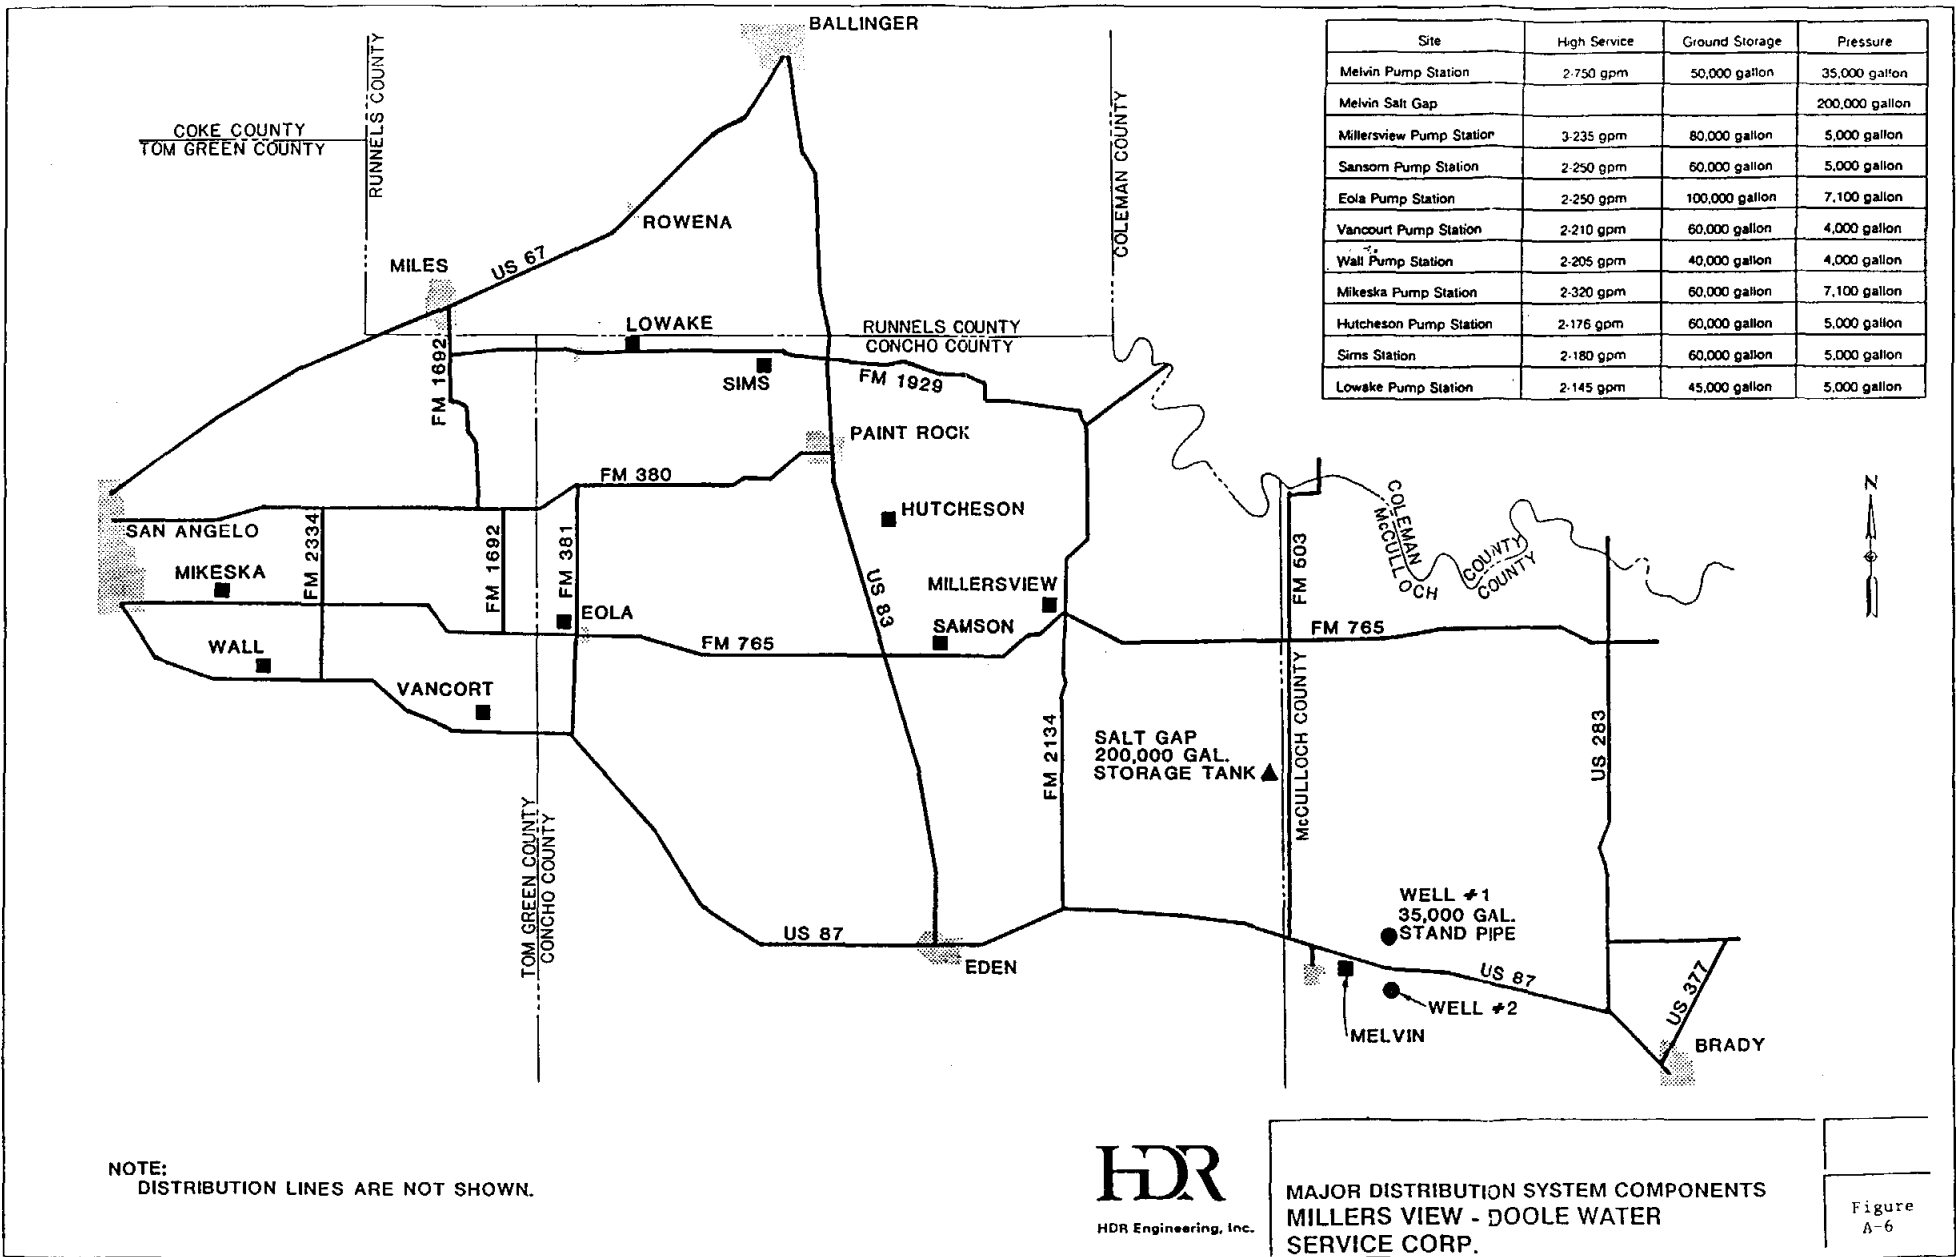 BALLINGER
Site High Service Ground Storage Pressure
Melvin Pump Station 2-750 gpm 50,000 gallon 35,000 gallon
Melvin Salt Gap 200,000 gallon
Millersview Pump Station 3-235 gpm 80,000 gallon 5,000 gallon
Sansom Pump Station 2-250 gpm 60,000 gallon 5,000 gallon
Eola Pump Station 2-250 gpm 100,000 gallon 7,100 gallon
Vancourt Pump Station 2-210 gpm 60,000 gallon 4,000 gallon
Wall Pump Station 2-205 gpm 40,000 gallon 4,000 gallon
Mikeska Pump Station 2-320 gpm 60,000 gallon 7,100 gallon
Hutcheson Pump Station 2-176 gpm 60,000 gallon 5,000 gallon
Sims Station 2-180 gpm 60,000 gallon 5,000 gallon
Lowake Pump Station 2-145 gpm 45,000 gallon 5,000 gallon
COKE COUNTY
TOM GREEN COUNTY
RUNNELS COUNTY
COLEMAN COUNTY
ROWENA
US 67
MILES
LOWAKE
RUNNELS COUNTY
CONCHO COUNTY
FM 1692
SIMS
FM 1929
PAINT ROCK
FM 380
HUTCHESON
N
SAN ANGELO
FM 2334
FM 1692
FM 381
FM 503
COLEMAN
McCULLOCH
COUNTY
COUNTY
MIKESKA
US 83
MILLERSVIEW
EOLA
SAMSON
FM 765
FM 765
WALL
VANCORT
McCULLOCH COUNTY
FM 2134
SALT GAP
200,000 GAL.
STORAGE TANK
US 283
TOM GREEN COUNTY
CONCHO COUNTY
WELL #1
35,000 GAL.
STAND PIPE
US 87
EDEN
US 87
US 377
WELL #2
MELVIN
BRADY
NOTE:
DISTRIBUTION LINES ARE NOT SHOWN.
HDR
HDR Engineering, Inc.
MAJOR DISTRIBUTION SYSTEM COMPONENTS
MILLERS VIEW - DOOLE WATER
SERVICE CORP.
Figure
A-6